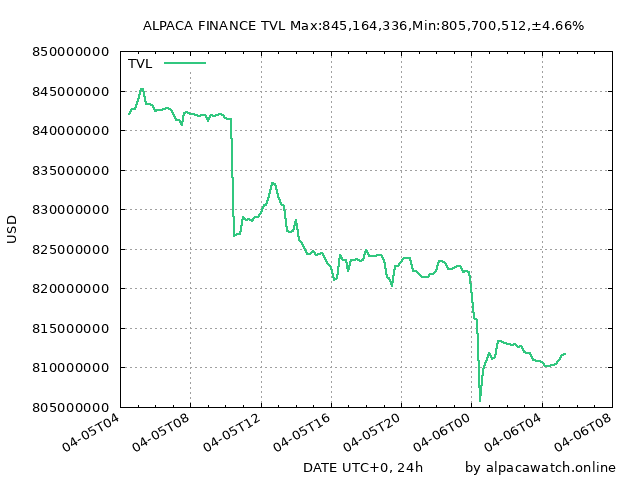 ALPACA FINANCE TVL Max:845,164,336,Min:805,700,512,±4.66%
850000000
TVL
845000000
840000000
835000000
830000000
USD
825000000
820000000
815000000
810000000
805000000
04-05T04 04-05T08 04-05T12 04-05T16 04-05T20 04-06T00 04-06T04 04-06T08
DATE UTC+0, 24h by alpacawatch.online